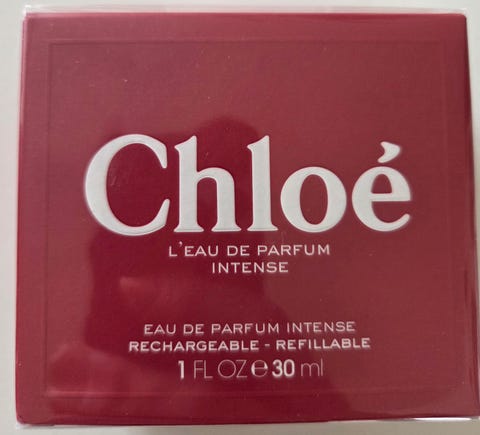 Chloé
L'EAU DE PARFUM
INTENSE
EAU DE PARFUM INTENSE
RECHARGEABLE - REFILLABLE
1 FL OZ e 30 ml